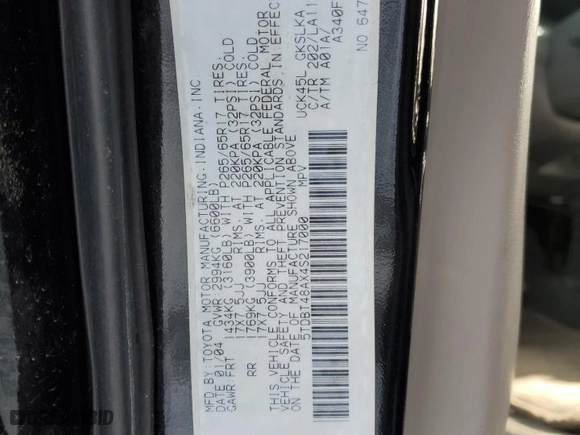 MFD.BY:TOYOTA MOTOR MANUFACTURING.INDIANA.INC
DATE 01/04 GVWR:2994KG (6600LB)
GAWR FRT 1434KG (3160LB) WITH P265/65R17 TIRES.
17X7.5JJ RIMS. AT 220KPA (32PSI) COLD
RR 1769KG (3900LB) WITH P265/65R17 TIRES.
17X7.5JJ RIMS. AT 220KPA (32PSI) COLD
THIS VEHICLE CONFORMS TO ALL APPLICABLE FEDERAL MOTOR
VEHICLE SAFETY AND THEFT PREVENTION STANDARDS IN EFFEC
ON THE DATE OF MANUFACTURE SHOWN ABOVE
5TDBT48AX4S217000 MPV
UCK45L GKSLKA
C/TR 202/LA11
A/TM A01A/
A340F
NO 647